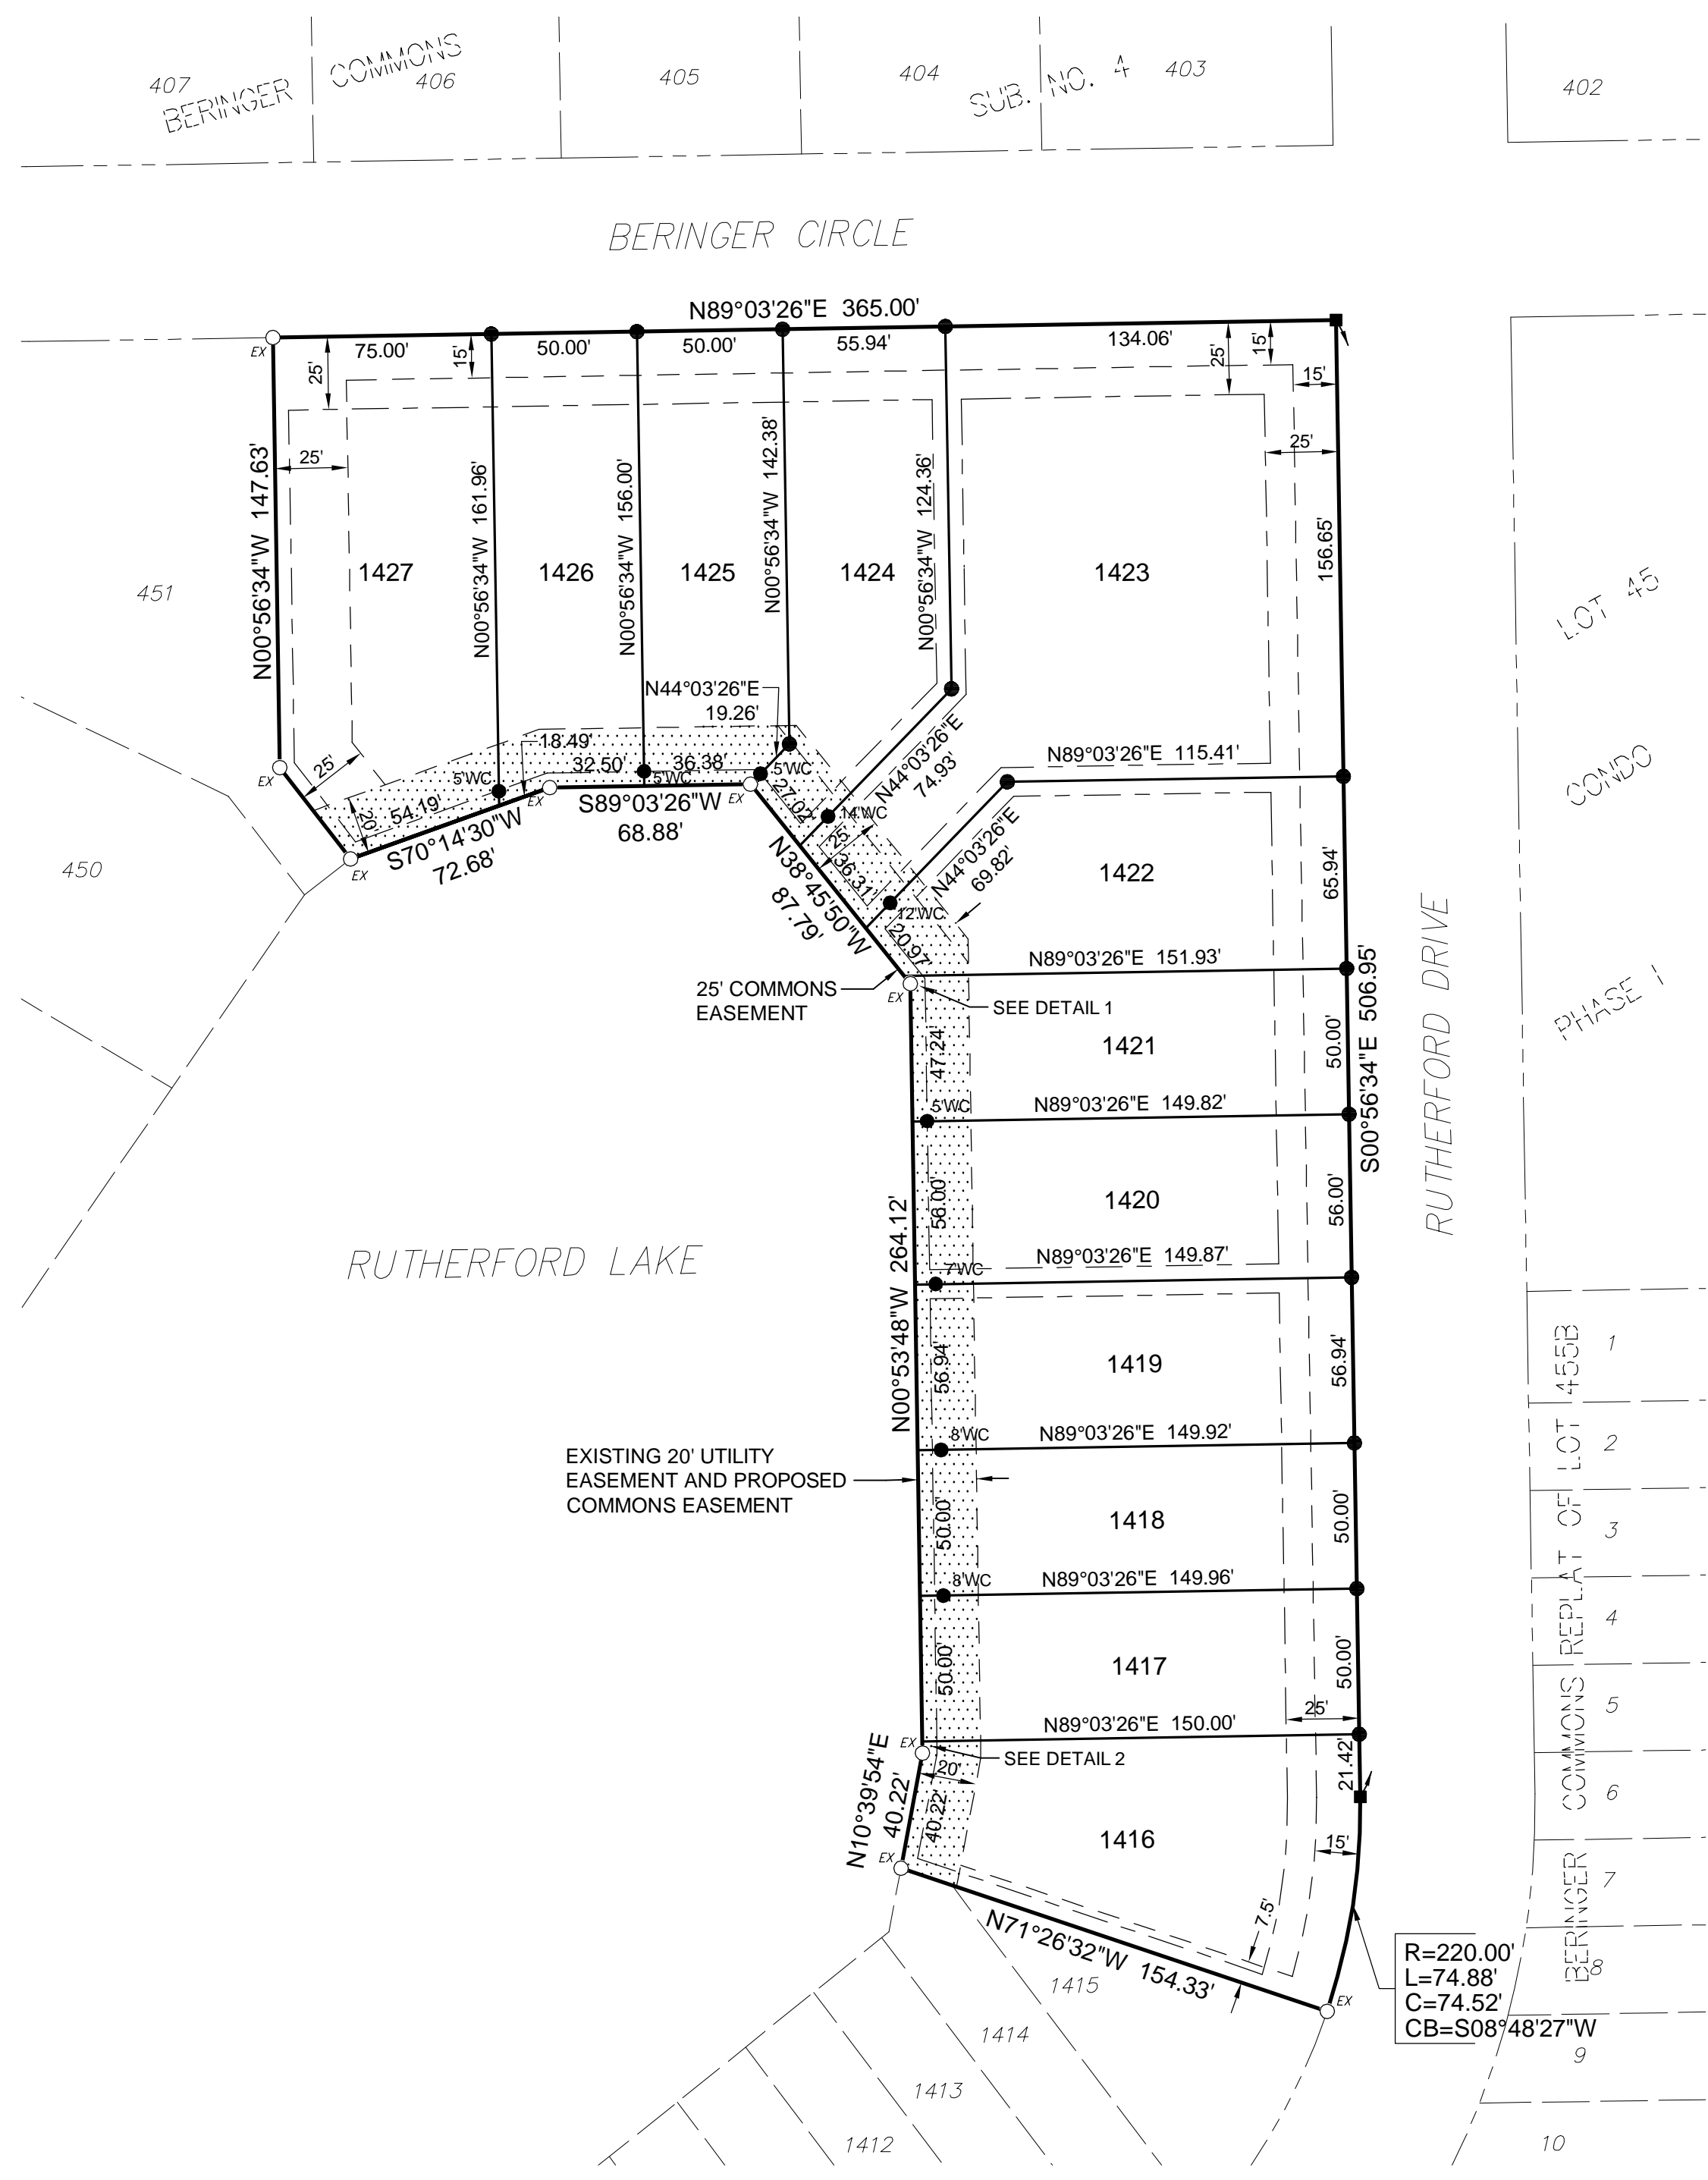 407
BERINGER COMMONS
406
405
404
SUB. NO. 4
403
402
BERINGER CIRCLE
N89°03'26"E 365.00'
EX
75.00'
50.00'
50.00'
55.94'
134.06'
25'
15'
25'
15'
15'
25'
25'
N00°56'34"W 147.63'
N00°56'34"W 161.96'
N00°56'34"W 156.00'
N00°56'34"W 142.38'
N00°56'34"W 124.36'
156.65'
451
1427
1426
1425
1424
1423
LOT 45
CONDO
PHASE I
N44°03'26"E
19.26'
18.49'
32.50'
36.38'
5'WC
5'WC
5'WC
EX
25'
20'
54.19'
EX
S70°14'30"W
72.68'
EX
S89°03'26"W
68.88'
EX
27.02'
14'WC
N44°03'26"E
74.93'
25'
36.31'
N38°45'50"W
87.79'
12'WC
20.97'
N44°03'26"E
69.82'
N89°03'26"E 115.41'
450
1422
65.94'
N89°03'26"E 151.93'
25' COMMONS
EASEMENT
EX
SEE DETAIL 1
1421
47.24'
50.00'
S00°56'34"E 506.95'
RUTHERFORD DRIVE
5'WC
N89°03'26"E 149.82'
1420
56.00'
56.00'
RUTHERFORD LAKE
N00°53'48"W 264.12'
7'WC
N89°03'26"E 149.87'
1419
56.94'
56.94'
8'WC
N89°03'26"E 149.92'
EXISTING 20' UTILITY
EASEMENT AND PROPOSED
COMMONS EASEMENT
1418
50.00'
50.00'
8'WC
N89°03'26"E 149.96'
1417
50.00'
50.00'
25'
N89°03'26"E 150.00'
EX
SEE DETAIL 2
21.42'
N10°39'54"E
40.22'
20'
40.22'
1416
15'
EX
7.5'
N71°26'32"W 154.33'
EX
R=220.00'
L=74.88'
C=74.52'
CB=S08°48'27"W
BERINGER COMMONS REPLAT OF LOT 455B
1
2
3
4
5
6
7
8
9
10
1415
1414
1413
1412